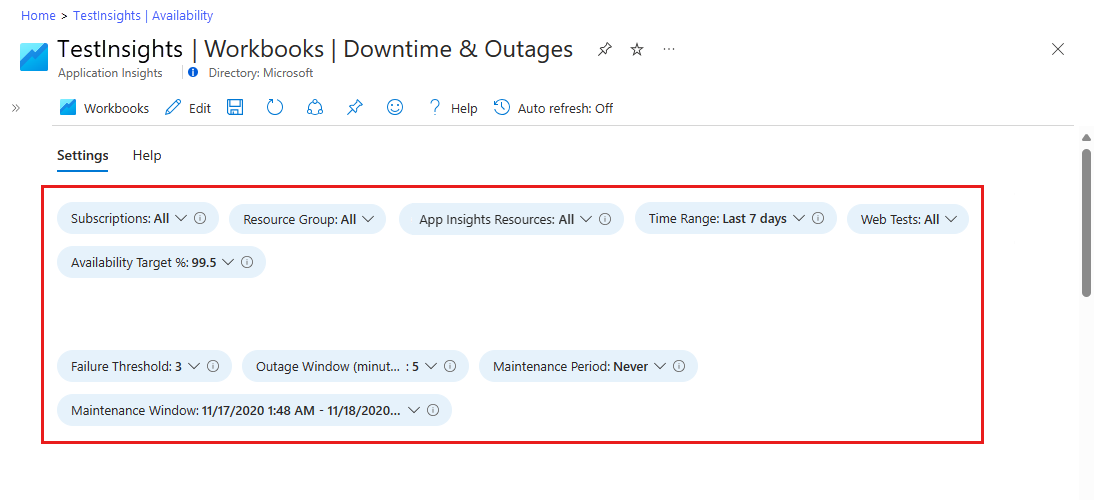 Home > TestInsights | Availability
TestInsights | Workbooks | Downtime & Outages ...
Application Insights Directory: Microsoft
Workbooks Edit Help Auto refresh: Off
Settings Help
Subscriptions: All Resource Group: All App Insights Resources: All Time Range: Last 7 days Web Tests: All
Availability Target %: 99.5
Failure Threshold: 3 Outage Window (minut... : 5 Maintenance Period: Never
Maintenance Window: 11/17/2020 1:48 AM - 11/18/2020...